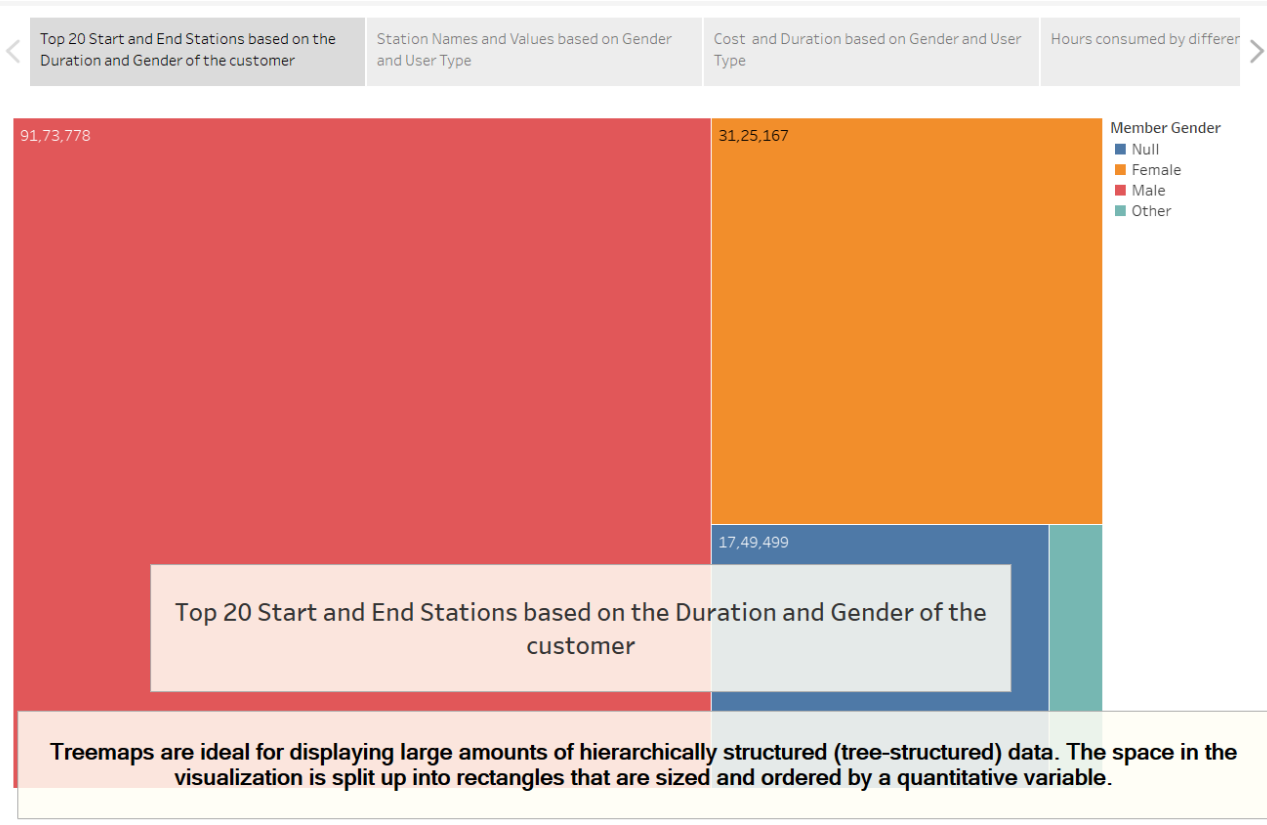 Top 20 Start and End Stations based on the
Duration and Gender of the customer
Station Names and Values based on Gender
and User Type
Cost and Duration based on Gender and User
Type
Hours consumed by differer
91,73,778
31,25,167
Member Gender
Null
Female
Male
Other
17,49,499
Top 20 Start and End Stations based on the Duration and Gender of the
customer
Treemaps are ideal for displaying large amounts of hierarchically structured (tree-structured) data. The space in the
visualization is split up into rectangles that are sized and ordered by a quantitative variable.